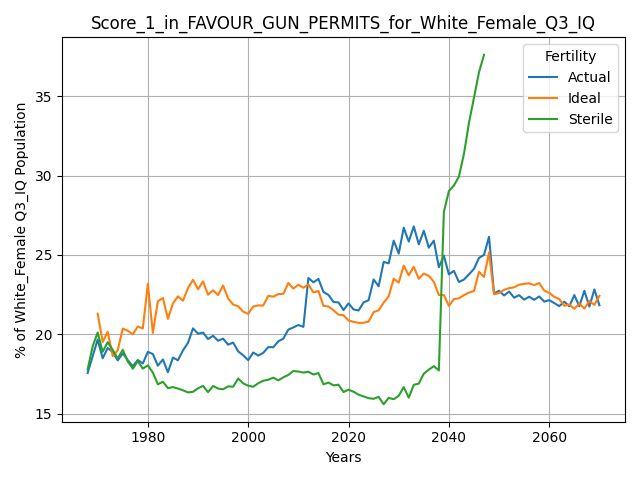 Score_1_in_FAVOUR_GUN_PERMITS_for_White_Female_Q3_IQ
Fertility
Actual
Ideal
Sterile
% of White_Female Q3_IQ Population
35
30
25
20
15
1980
2000
2020
2040
2060
Years